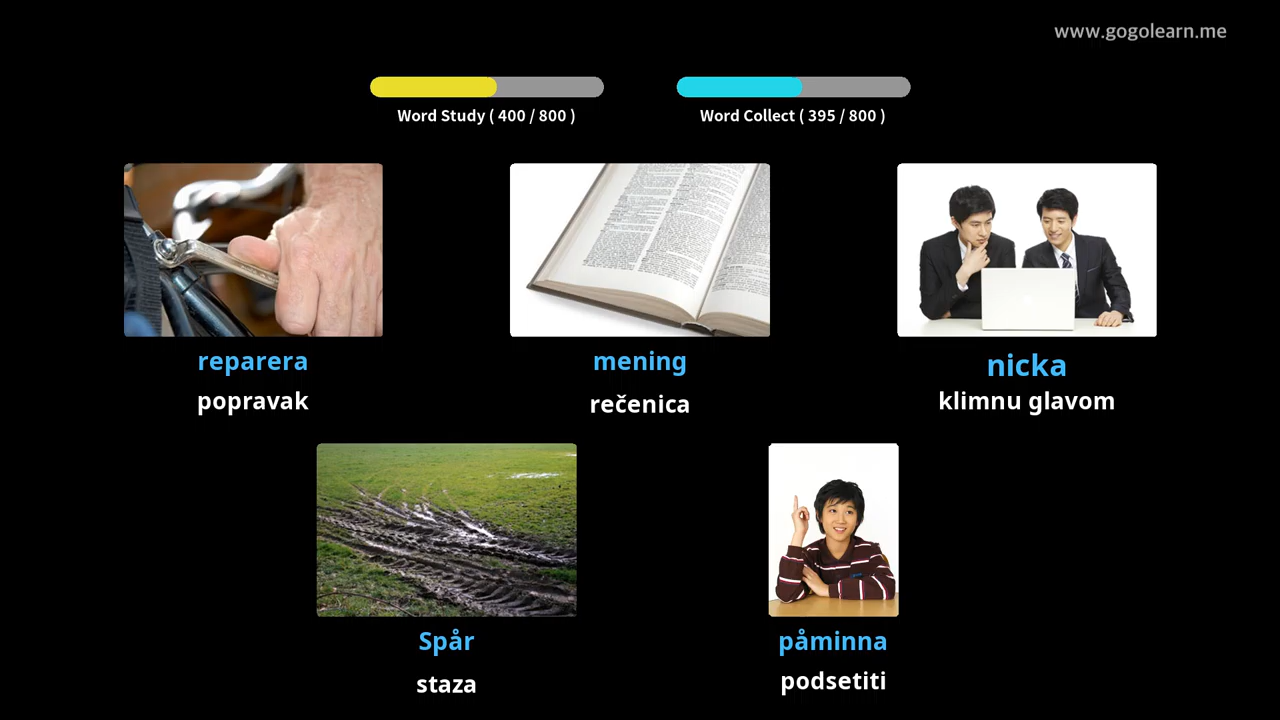 www.gogolearn.me
Word Study ( 400 / 800 )
Word Collect ( 395 / 800 )
reparera
popravak
mening
rečenica
nicka
klimnu glavom
Spår
staza
påminna
podsetiti